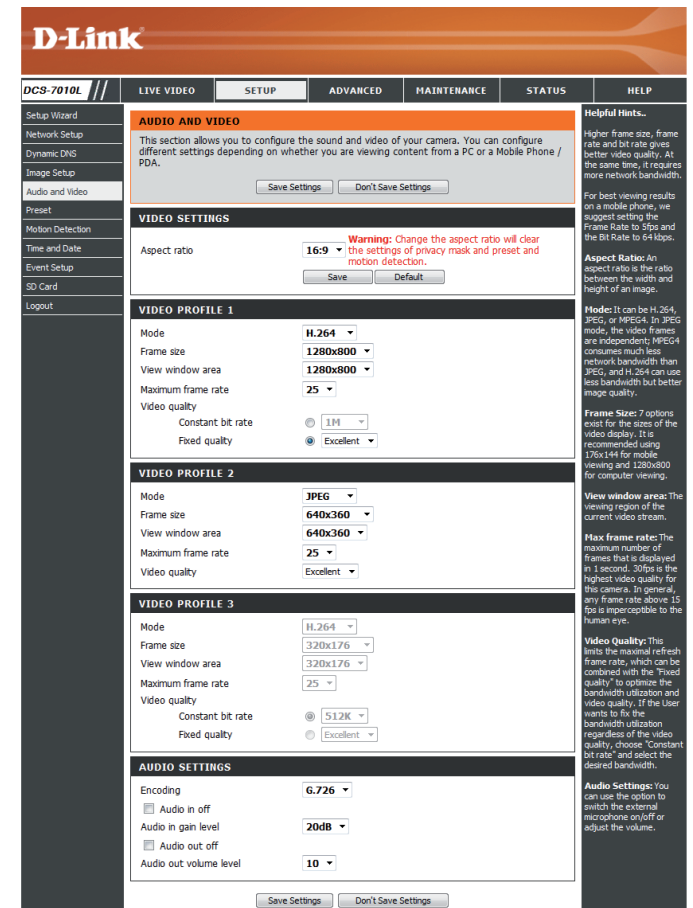 D-Link
DCS-7010L
LIVE VIDEO
SETUP
ADVANCED
MAINTENANCE
STATUS
HELP
Setup Wizard
Network Setup
Dynamic DNS
Image Setup
Audio and Video
Preset
Motion Detection
Time and Date
Event Setup
SD Card
Logout
AUDIO AND VIDEO
This section allows you to configure the sound and video of your camera. You can configure
different settings depending on whether you are viewing content from a PC or a Mobile Phone /
PDA.
Save Settings
Don't Save Settings
VIDEO SETTINGS
Aspect ratio
16:9
Warning: Change the aspect ratio will clear
the settings of privacy mask and preset and
motion detection.
Save
Default
VIDEO PROFILE 1
Mode
H.264
Frame size
1280x800
View window area
1280x800
Maximum frame rate
25
Video quality
Constant bit rate
1M
Fixed quality
Excellent
VIDEO PROFILE 2
Mode
JPEG
Frame size
640x360
View window area
640x360
Maximum frame rate
25
Video quality
Excellent
VIDEO PROFILE 3
Mode
H.264
Frame size
320x176
View window area
320x176
Maximum frame rate
25
Video quality
Constant bit rate
512K
Fixed quality
Excellent
AUDIO SETTINGS
Encoding
G.726
Audio in off
Audio in gain level
20dB
Audio out off
Audio out volume level
10
Save Settings
Don't Save Settings
Helpful Hints..
Higher frame size, frame
rate and bit rate gives
better video quality. At
the same time, it requires
more network bandwidth.
For best viewing results
on a mobile phone, we
suggest setting the
Frame Rate to 5fps and
the Bit Rate to 64 kbps.
Aspect Ratio: An
aspect ratio is the ratio
between the width and
height of an image.
Mode: It can be H.264,
JPEG, or MPEG4. In JPEG
mode, the video frames
are independent; MPEG4
consumes much less
network bandwidth than
JPEG, and H.264 can use
less bandwidth but better
image quality.
Frame Size: 7 options
exist for the sizes of the
video display. It is
recommended using
176x144 for mobile
viewing and 1280x800
for computer viewing.
View window area: The
viewing region of the
current video stream.
Max frame rate: The
maximum number of
frames that is displayed
in 1 second. 30fps is the
highest video quality for
this camera. In general,
any frame rate above 15
fps is imperceptible to the
human eye.
Video Quality: This
limits the maximal refresh
frame rate, which can be
combined with the "Fixed
quality" to optimize the
bandwidth utilization and
video quality. If the User
wants to fix the
bandwidth utilization
regardless of the video
quality, choose "Constant
bit rate" and select the
desired bandwidth.
Audio Settings: You
can use the option to
switch the external
microphone on/off or
adjust the volume.